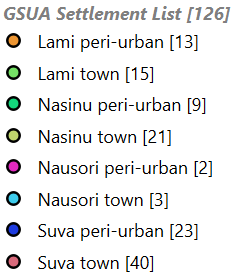 GSUA Settlement List [126]
Lami peri-urban [13]
Lami town [15]
Nasinu peri-urban [9]
Nasinu town [21]
Nausori peri-urban [2]
Nausori town [3]
Suva peri-urban [23]
Suva town [40]